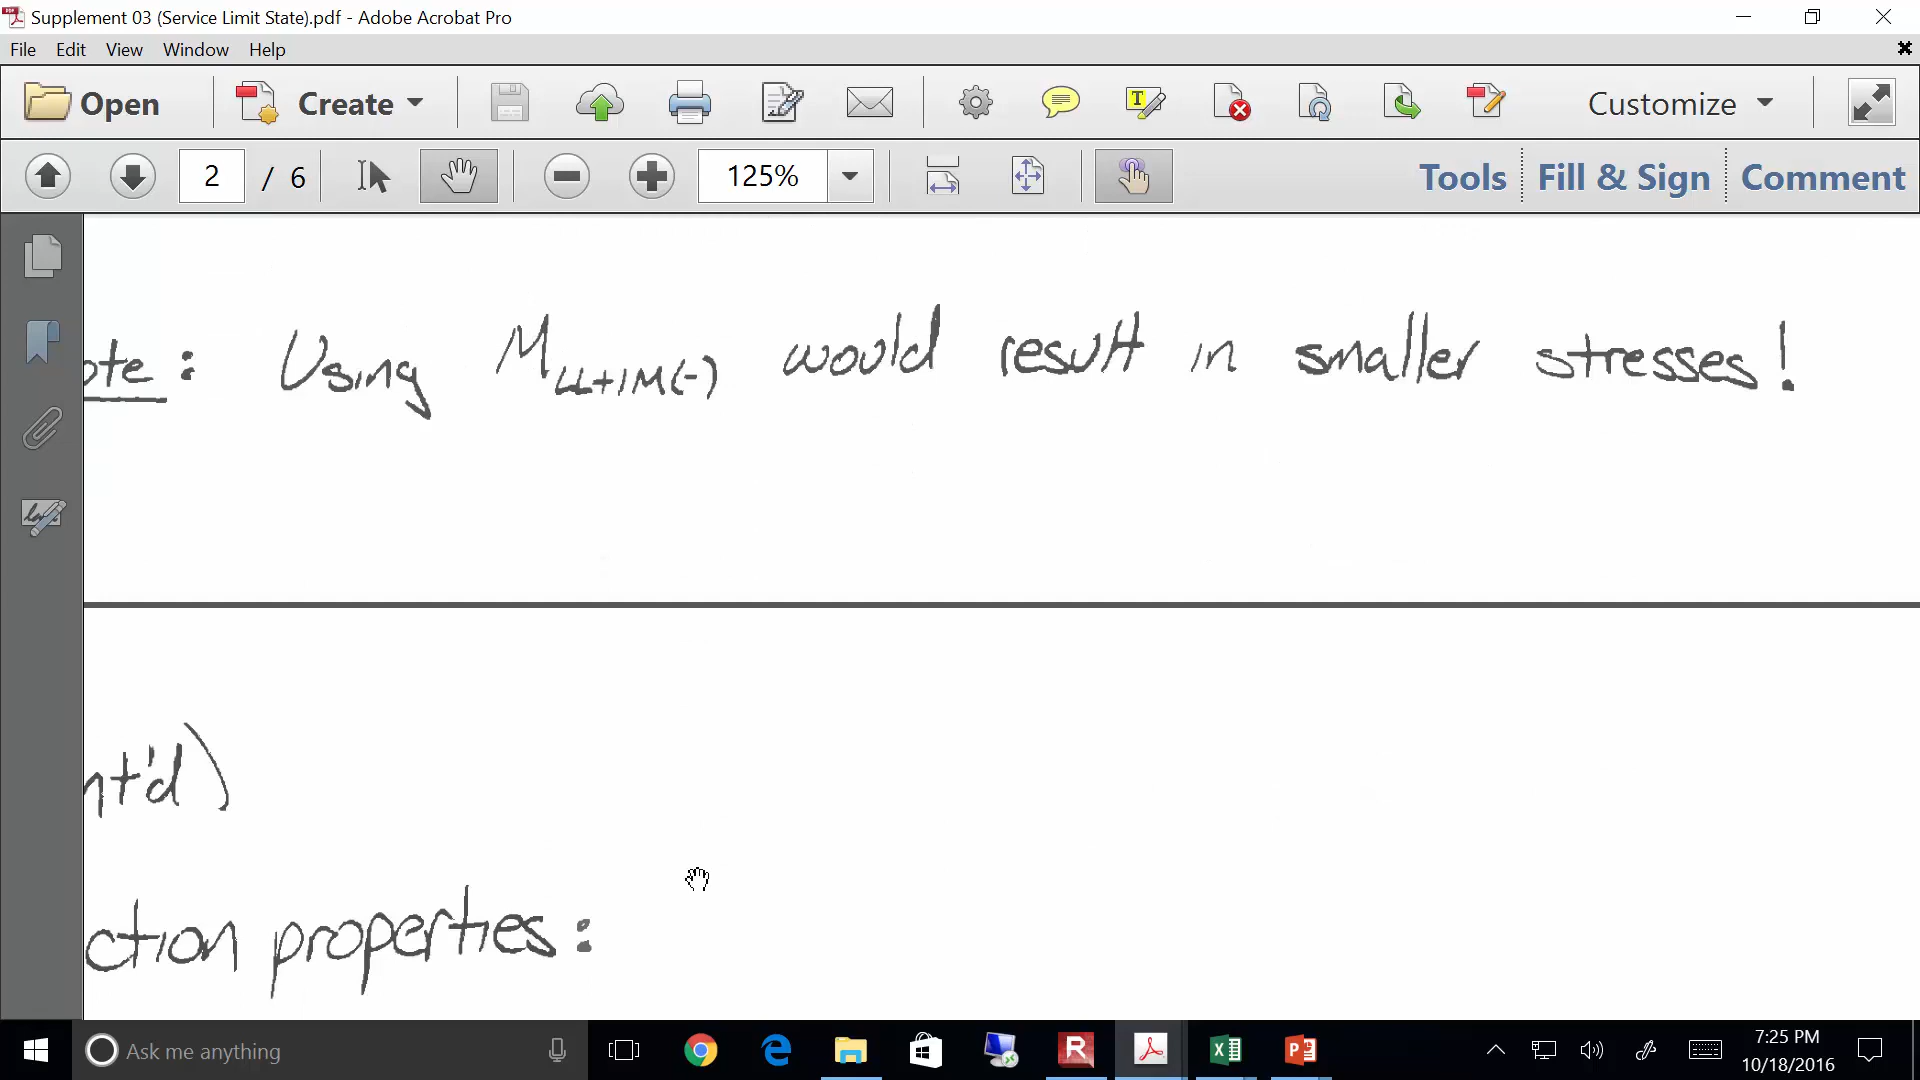 Supplement 03 (Service Limit State).pdf - Adobe Acrobat Pro
File Edit View Window Help
Open Create Customize
2 / 6 125% Tools Fill & Sign Comment
ote: Using M_LL+IM(-) would result in smaller stresses!
nt'd)
ction properties:
Ask me anything
7:25 PM
10/18/2016